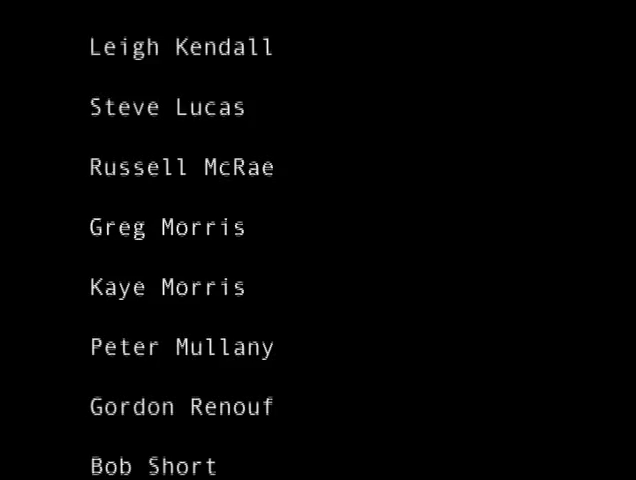 Leigh Kendall
Steve Lucas
Russell McRae
Greg Morris
Kaye Morris
Peter Mullany
Gordon Renouf
Bob Short